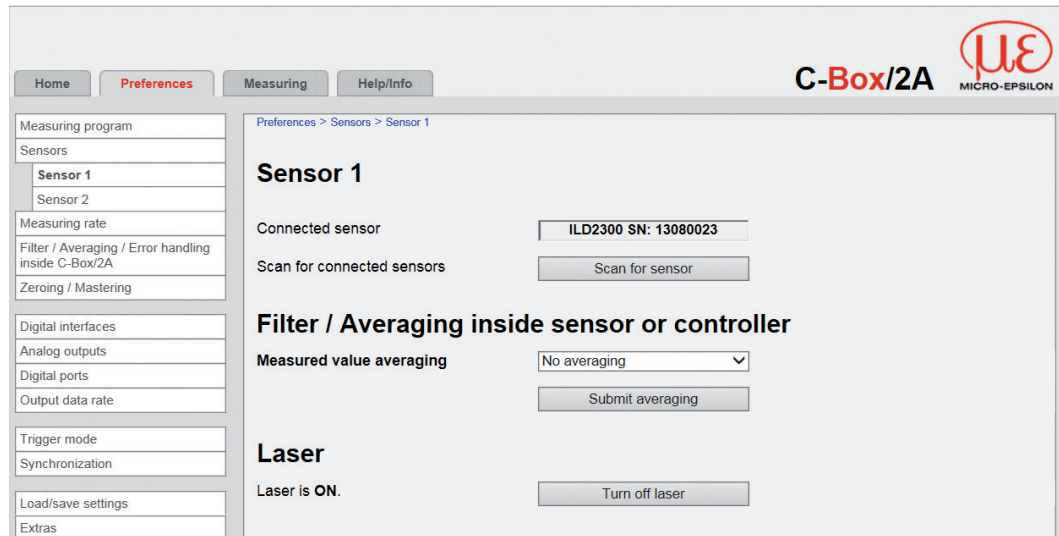 Home
Preferences
Measuring
Help/Info
C-Box/2A
με
MICRO-EPSILON
Measuring program
Sensors
Sensor 1
Sensor 2
Measuring rate
Filter / Averaging / Error handling
inside C-Box/2A
Zeroing / Mastering
Digital interfaces
Analog outputs
Digital ports
Output data rate
Trigger mode
Synchronization
Load/save settings
Extras
Preferences > Sensors > Sensor 1
Sensor 1
Connected sensor
ILD2300 SN: 13080023
Scan for connected sensors
Scan for sensor
Filter / Averaging inside sensor or controller
Measured value averaging
No averaging
Submit averaging
Laser
Laser is ON.
Turn off laser